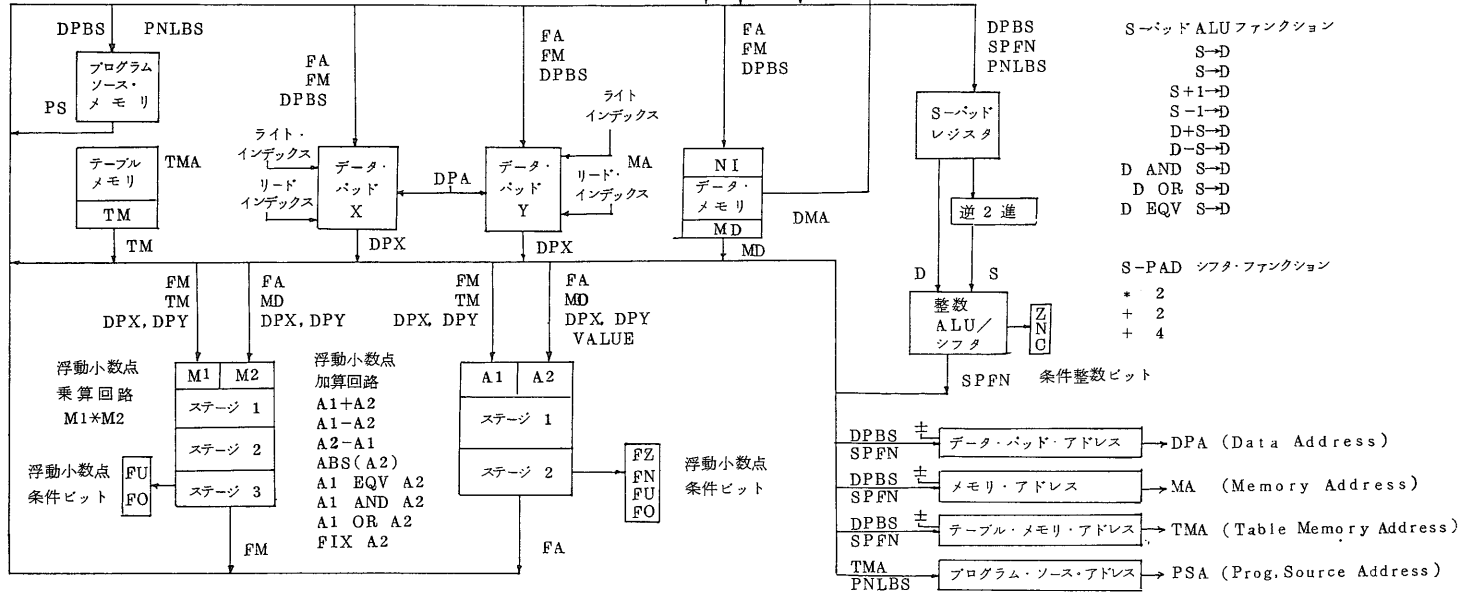 DPBS PNLBS
プログラム
ソース・
メモリ
PS
テーブル
メモリ
TM
TMA
TM
FA
FM
DPBS
ライト・
インデックス
リード・
インデックス
データ・
パッド
X
DPX
DPA
FA
FM
DPBS
ライト
インデックス
MA
リード・
インデックス
データ・
パッド
Y
DPX
FA
FM
DPBS
NI
データ・
メモリ
MD
MD
DMA
DPBS
SPFN
PNLBS
S-パッド
レジスタ
逆2進
D S
整数
ALU/
シフタ
Z
N
C
SPFN
条件整数ビット
S-パッド ALU ファンクション
S→D
S→D
S+1→D
S-1→D
D+S→D
D-S→D
D AND S→D
D OR S→D
D EQV S→D
S-PAD シフタ・ファンクション
* 2
+ 2
+ 4
FM
TM
DPX, DPY
FA
MD
DPX, DPY
浮動小数点
乗算回路
M1*M2
M1 M2
ステージ 1
ステージ 2
ステージ 3
浮動小数点
条件ビット
FU
FO
FM
浮動小数点
加算回路
A1+A2
A1-A2
A2-A1
ABS(A2)
A1 EQV A2
A1 AND A2
A1 OR A2
FIX A2
FM
TM
DPX, DPY
FA
MD
DPX, DPY
VALUE
A1 A2
ステージ 1
ステージ 2
FZ
FN
FU
FO
浮動小数点
条件ビット
FA
DPBS ±
SPFN
データ・パッド・アドレス
DPA (Data Address)
DPBS ±
SPFN
メモリ・アドレス
MA (Memory Address)
DPBS ±
SPFN
テーブル・メモリ・アドレス
TMA (Table Memory Address)
TMA
PNLBS
プログラム・ソース・アドレス
PSA (Prog, Source Address)